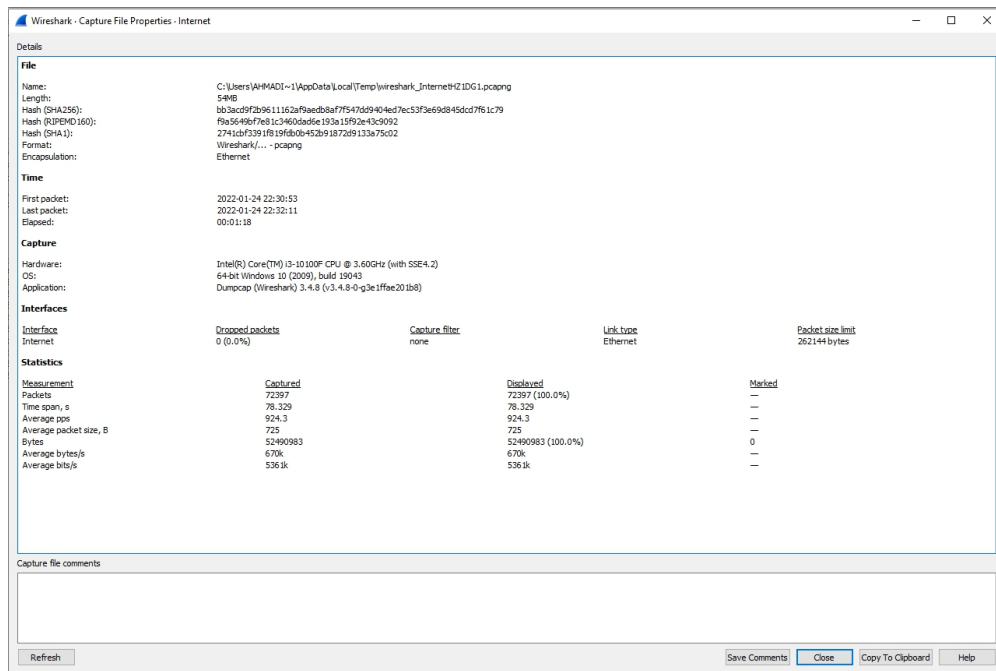 Wireshark · Capture File Properties · Internet
Details
File
Name: C:\Users\AHMADI~1\AppData\Local\Temp\wireshark_InternetHZ1DG1.pcapng
Length: 54MB
Hash (SHA256): bb3acd9f2b9611162af9aedb8af7f547dd9404ed7ec53f3e69d845dcd7f61c79
Hash (RIPEMD160): f9a5649bf7e81c3460dad6e193a15f92e43c9092
Hash (SHA1): 2741cbf3391f819fdb0b452b91872d9133a75c02
Format: Wireshark/... - pcapng
Encapsulation: Ethernet
Time
First packet: 2022-01-24 22:30:53
Last packet: 2022-01-24 22:32:11
Elapsed: 00:01:18
Capture
Hardware: Intel(R) Core(TM) i3-10100F CPU @ 3.60GHz (with SSE4.2)
OS: 64-bit Windows 10 (2009), build 19043
Application: Dumpcap (Wireshark) 3.4.8 (v3.4.8-0-g3e1ffae201b8)
Interfaces
Interface Dropped packets Capture filter Link type Packet size limit
Internet 0 (0.0%) none Ethernet 262144 bytes
Statistics
Measurement Captured Displayed Marked
Packets 72397 72397 (100.0%) —
Time span, s 78.329 78.329 —
Average pps 924.3 924.3 —
Average packet size, B 725 725 —
Bytes 52490983 52490983 (100.0%) 0
Average bytes/s 670k 670k —
Average bits/s 5361k 5361k —
Capture file comments
Refresh Save Comments Close Copy To Clipboard Help